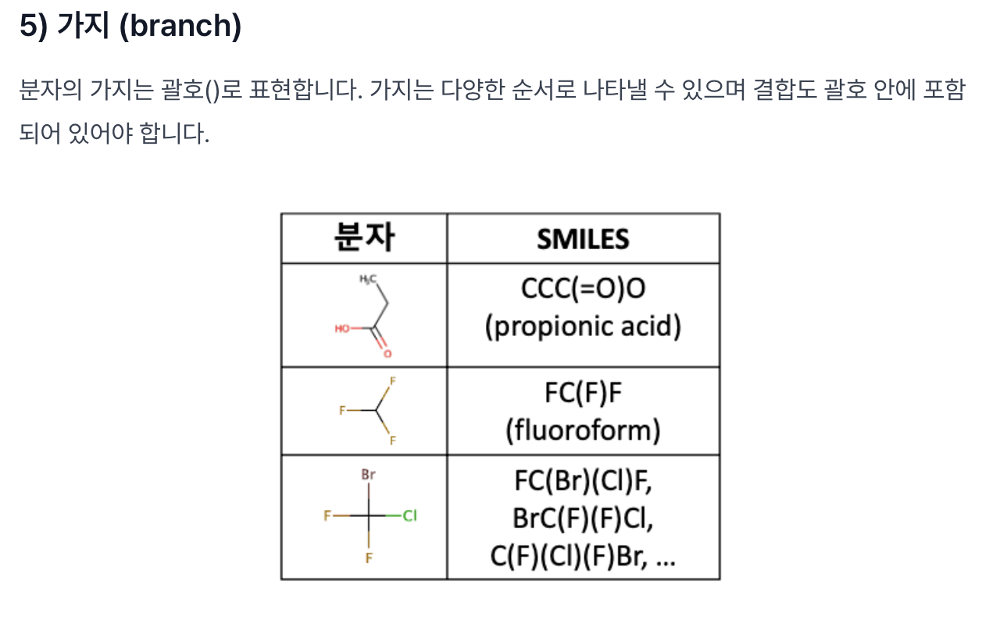 5) 가지 (branch)
분자의 가지는 괄호()로 표현합니다. 가지는 다양한 순서로 나타낼 수 있으며 결합도 괄호 안에 포함
되어 있어야 합니다.
분자
SMILES
H₃C
HO
O
CCC(=O)O
(propionic acid)
F
F
F
FC(F)F
(fluoroform)
Br
F
Cl
F
FC(Br)(Cl)F,
BrC(F)(F)Cl,
C(F)(Cl)(F)Br, ...